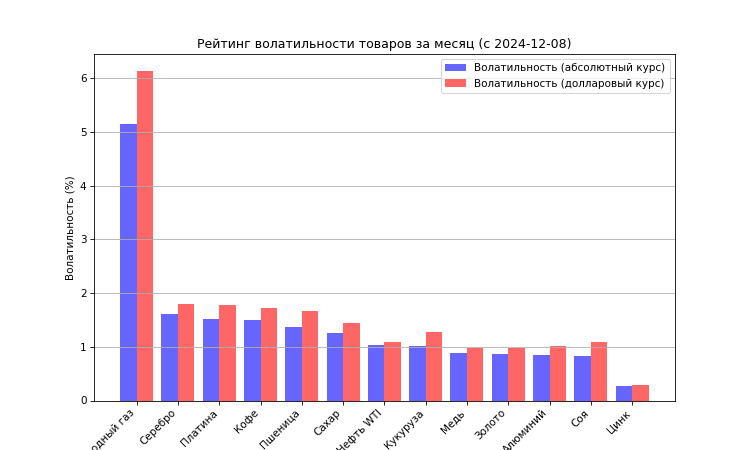 Рейтинг волатильности товаров за месяц (с 2024-12-08)
Волатильность (абсолютный курс)
Волатильность (долларовый курс)
Волатильность (%)
6
5
4
3
2
1
0
газ
Серебро
Платина
Кофе
Пшеница
Сахар
Нефть WTI
Кукуруза
Медь
Золото
Алюминий
Соя
Цинк